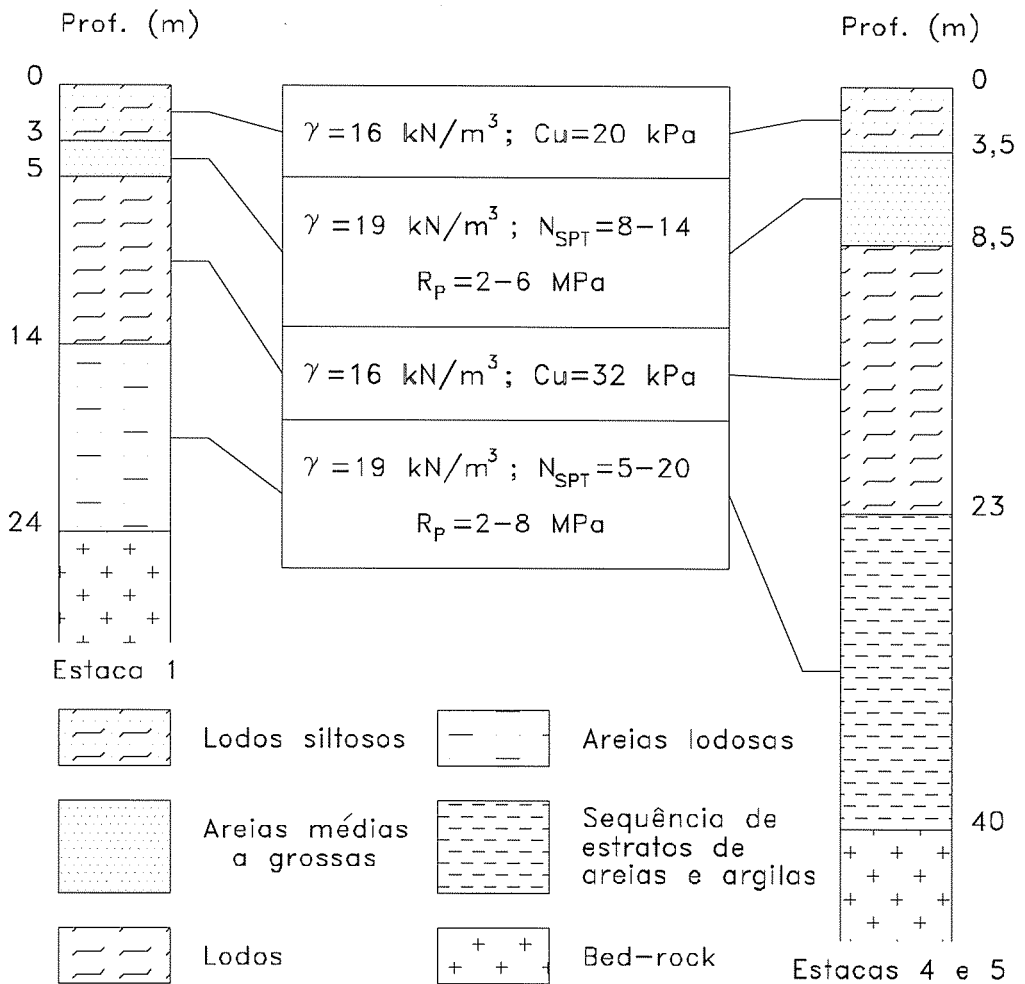 Prof. (m)
0
3
5
14
24
Estaca 1
γ=16 kN/m³; Cu=20 kPa
γ=19 kN/m³; N_SPT=8-14
R_P=2-6 MPa
γ=16 kN/m³; Cu=32 kPa
γ=19 kN/m³; N_SPT=5-20
R_P=2-8 MPa
Prof. (m)
0
3,5
8,5
23
40
Estacas 4 e 5
Lodos siltosos
Areias médias
a grossas
Lodos
Areias lodosas
Sequência de
estratos de
areias e argilas
Bed-rock